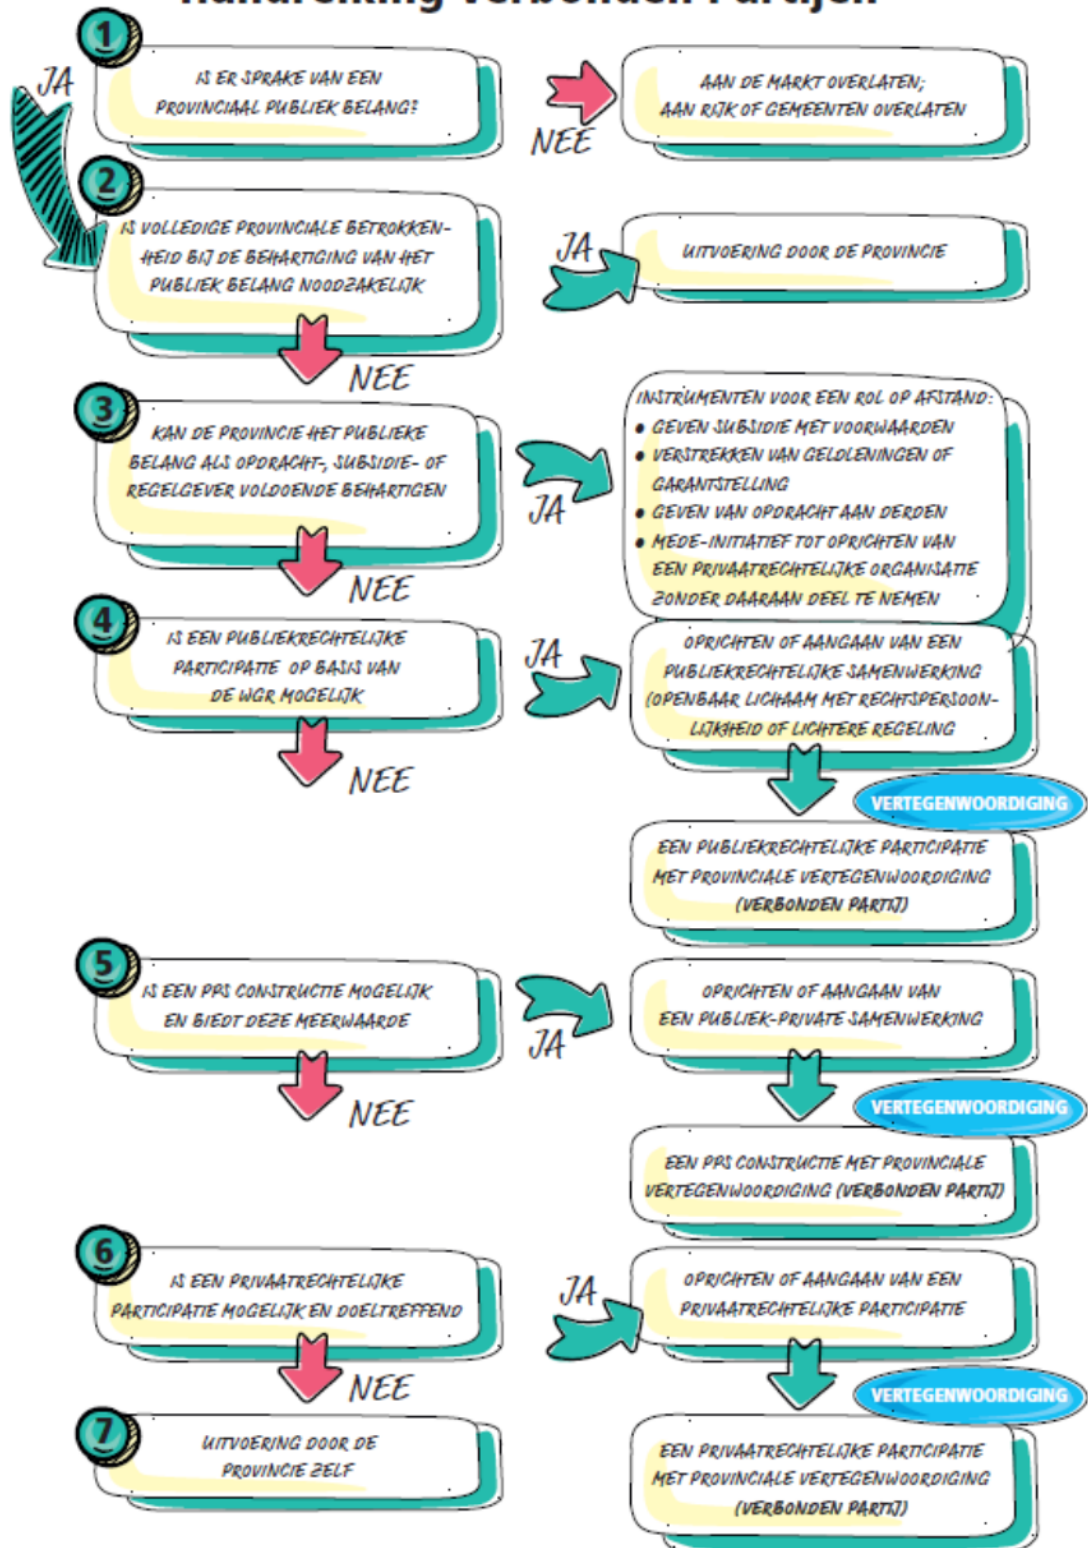 Handreiking Verbonden Partijen
1
JA
IS ER SPRAKE VAN EEN
PROVINCIAAL PUBLIEK BELANG?
NEE
AAN DE MARKT OVERLATEN;
AAN RIJK OF GEMEENTEN OVERLATEN
2
IS VOLLEDIGE PROVINCIALE BETROKKEN-
HEID BIJ DE BEHARTIGING VAN HET
PUBLIEK BELANG NOODZAKELIJK
JA
UITVOERING DOOR DE PROVINCIE
NEE
3
KAN DE PROVINCIE HET PUBLIEKE
BELANG ALS OPDRACHT-, SUBSIDIE- OF
REGELGEVER VOLDOENDE BEHARTIGEN
JA
INSTRUMENTEN VOOR EEN ROL OP AFSTAND:
• GEVEN SUBSIDIE MET VOORWAARDEN
• VERSTREKKEN VAN GELDLENINGEN OF
GARANTSTELLING
• GEVEN VAN OPDRACHT AAN DERDEN
• MEDE-INITIATIEF TOT OPRICHTEN VAN
EEN PRIVAATRECHTELIJKE ORGANISATIE
ZONDER DAARAAN DEEL TE NEMEN
NEE
4
IS EEN PUBLIEKRECHTELIJKE
PARTICIPATIE OP BASIS VAN
DE WGR MOGELIJK
JA
OPRICHTEN OF AANGAAN VAN EEN
PUBLIEKRECHTELIJKE SAMENWERKING
(OPENBAAR LICHAAM MET RECHTSPERSOON-
LIJKHEID OF LICHTERE REGELING
NEE
VERTEGENWOORDIGING
EEN PUBLIEKRECHTELIJKE PARTICIPATIE
MET PROVINCIALE VERTEGENWOORDIGING
(VERBONDEN PARTIJ)
5
IS EEN PPS CONSTRUCTIE MOGELIJK
EN BIEDT DEZE MEERWAARDE
JA
OPRICHTEN OF AANGAAN VAN
EEN PUBLIEK-PRIVATE SAMENWERKING
NEE
VERTEGENWOORDIGING
EEN PPS CONSTRUCTIE MET PROVINCIALE
VERTEGENWOORDIGING (VERBONDEN PARTIJ)
6
IS EEN PRIVAATRECHTELIJKE
PARTICIPATIE MOGELIJK EN DOELTREFFEND
JA
OPRICHTEN OF AANGAAN VAN EEN
PRIVAATRECHTELIJKE PARTICIPATIE
NEE
VERTEGENWOORDIGING
7
UITVOERING DOOR DE
PROVINCIE ZELF
EEN PRIVAATRECHTELIJKE PARTICIPATIE
MET PROVINCIALE VERTEGENWOORDIGING
(VERBONDEN PARTIJ)